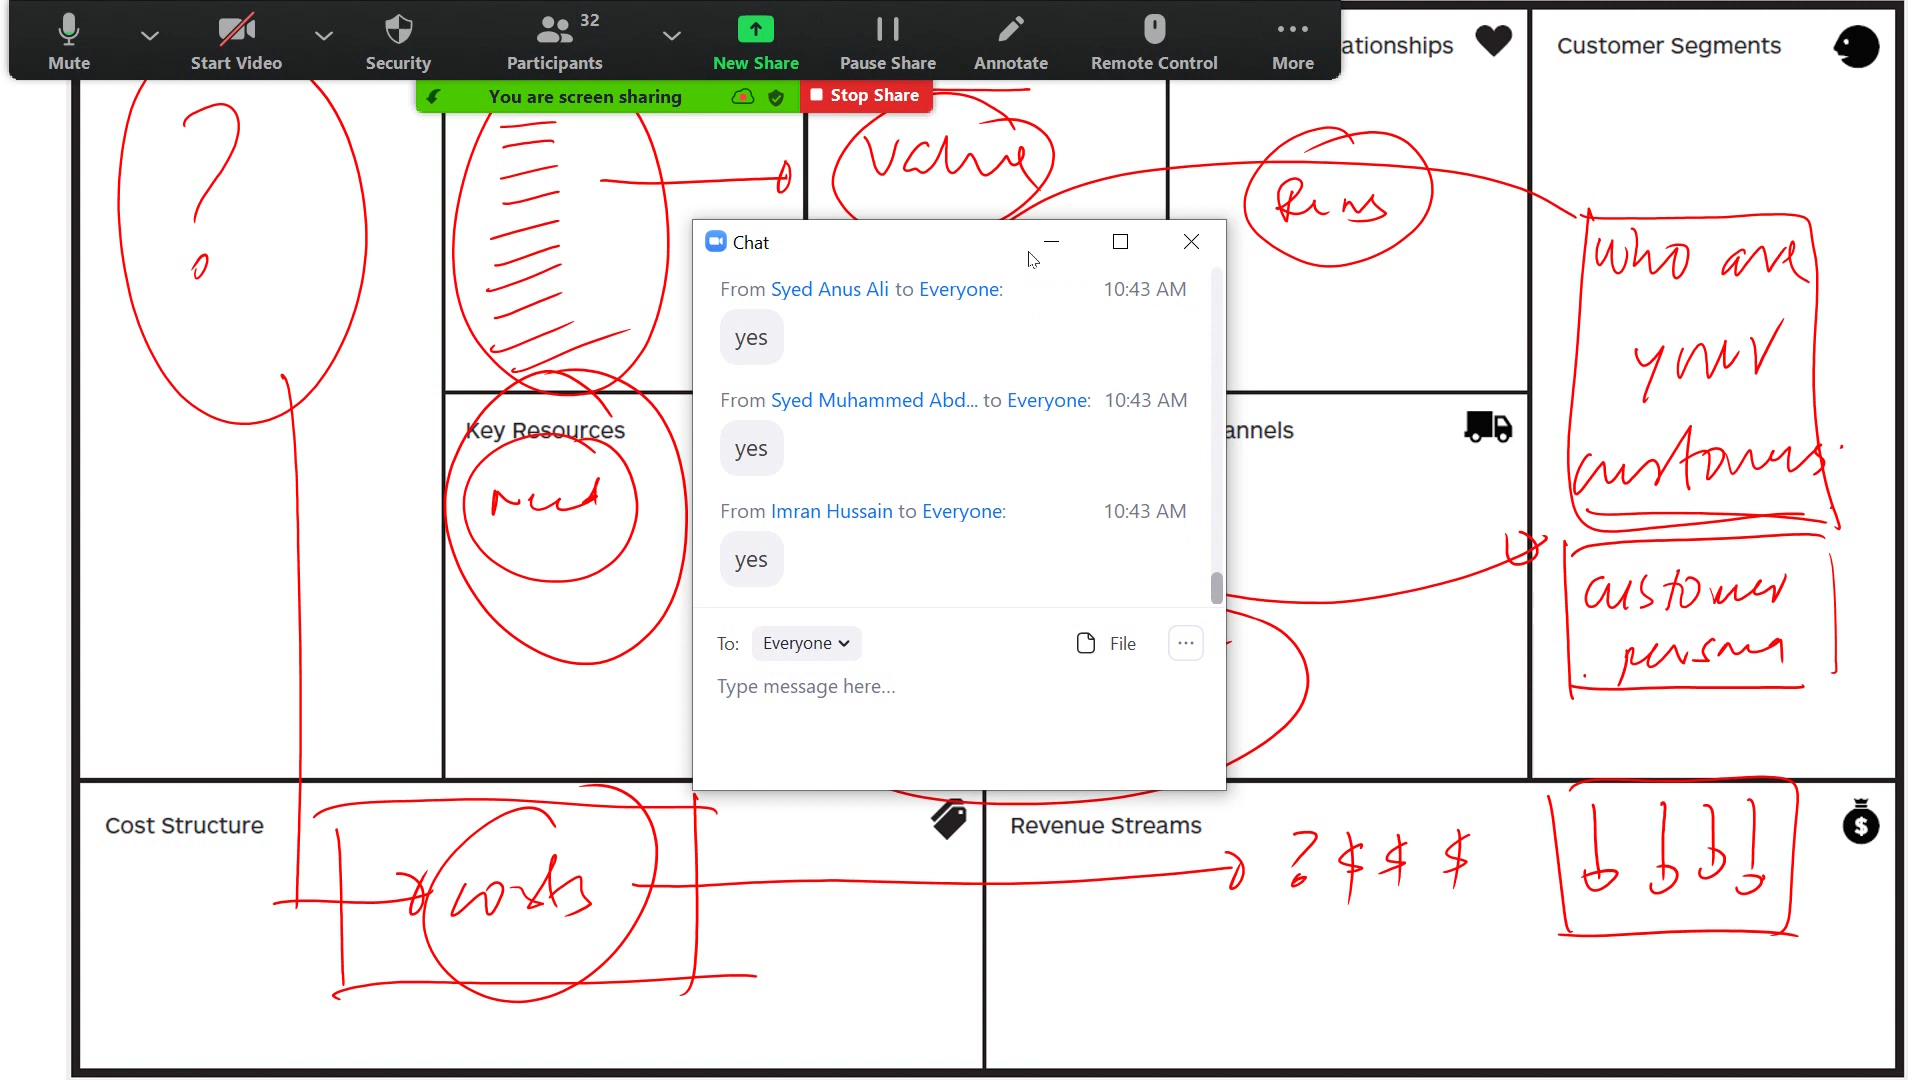 32
Mute
Start Video
Security
Participants
New Share
Pause Share
Annotate
Remote Control
More
You are screen sharing
Stop Share
ationships
Customer Segments
?
Value
who are
your
customers
Chat
From Syed Anus Ali to Everyone: 10:43 AM
yes
From Syed Muhammed Abd... to Everyone: 10:43 AM
yes
From Imran Hussain to Everyone: 10:43 AM
yes
To: Everyone
File
Type message here...
Key Resources
Need
annels
customer
persona
Cost Structure
costs
Revenue Streams
? $ $ $
$